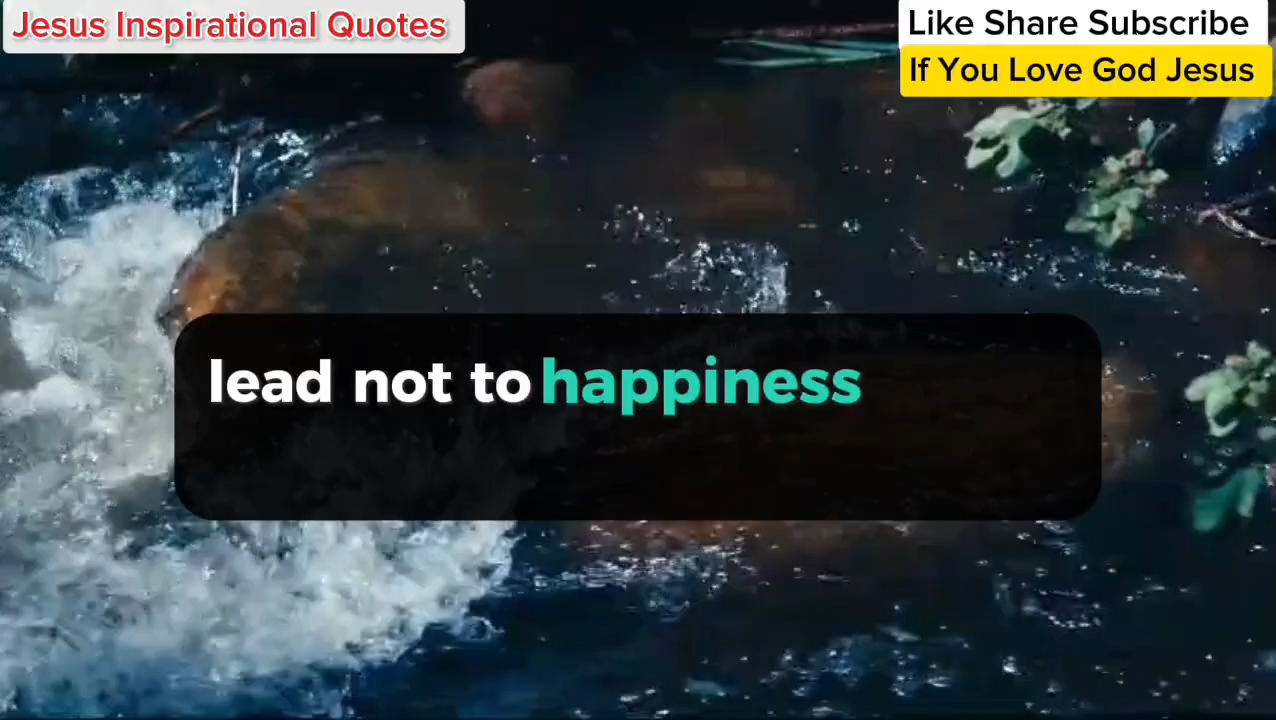 Jesus Inspirational Quotes
Like Share Subscribe
If You Love God Jesus
lead not to happiness